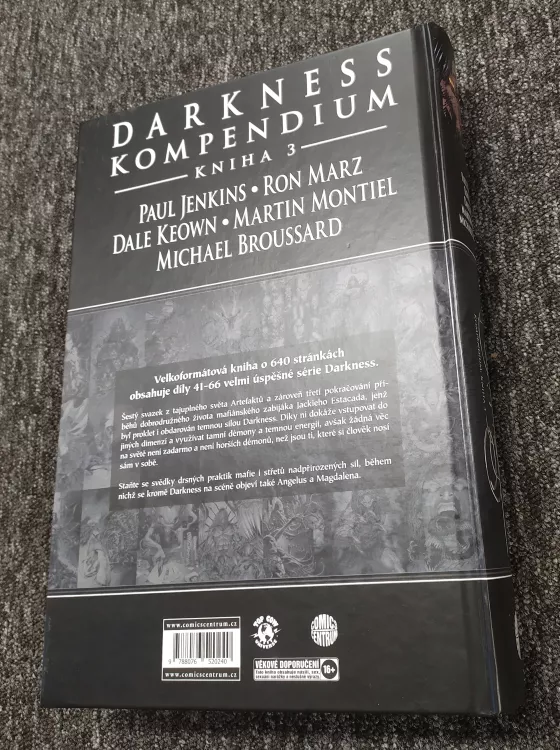 DARKNESS
KOMPENDIUM
KNIHA 3
PAUL JENKINS • RON MARZ
DALE KEOWN • MARTIN MONTIEL
MICHAEL BROUSSARD
Velkoformátová kniha o 640 stránkách
obsahuje díly 41–66 velmi úspěšné série Darkness.
Šestý svazek z tajuplného světa Artefaktů a zároveň třetí pokračování pří-
běhů dobrodružného života mafiánského zabijáka Jackieho Estacada, jenž
byl proklet i obdarován temnou silou Darkness. Díky ní dokáže vstupovat do
jiných dimenzí a využívat tamní démony a temnou energii, avšak žádná věc
na světě není zadarmo a není horších démonů, než jsou ti, které si člověk nosí
sám v sobě.
Staňte se svědky drsných praktik mafie i střetů nadpřirozených sil, během
nichž se kromě Darkness na scéně objeví také Angelus a Magdalena.
www.comicscentrum.cz
9 788076 520240
www.comicscentrum.cz
TOP COW
COMICS
CENTRUM
VĚKOVÉ DOPORUČENÍ
16+